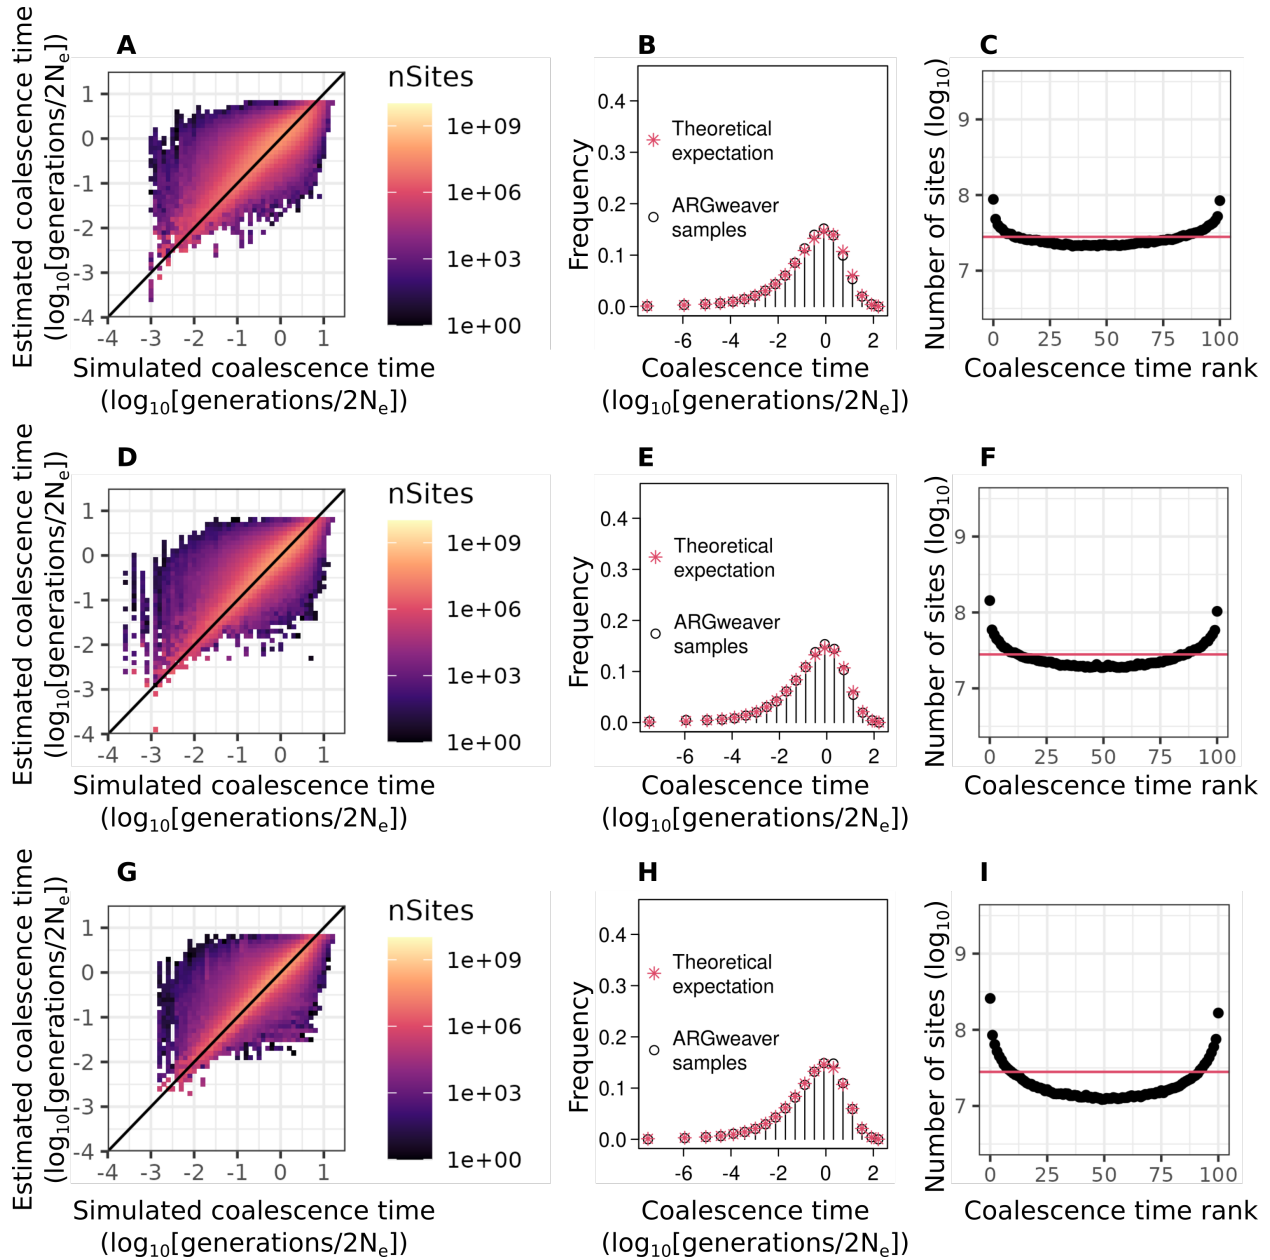 A
Estimated coalescence time
(log10[generations/2Ne])
1
0
-1
-2
-3
-4
-4 -3 -2 -1 0 1
Simulated coalescence time
(log10[generations/2Ne])
nSites
1e+09
1e+06
1e+03
1e+00
B
Frequency
0.4
0.3
0.2
0.1
0.0
Theoretical
expectation
ARGweaver
samples
-6 -4 -2 0 2
Coalescence time
(log10[generations/2Ne])
C
Number of sites (log10)
9
8
7
0 25 50 75 100
Coalescence time rank
D
Estimated coalescence time
(log10[generations/2Ne])
1
0
-1
-2
-3
-4
-4 -3 -2 -1 0 1
Simulated coalescence time
(log10[generations/2Ne])
nSites
1e+09
1e+06
1e+03
1e+00
E
Frequency
0.4
0.3
0.2
0.1
0.0
Theoretical
expectation
ARGweaver
samples
-6 -4 -2 0 2
Coalescence time
(log10[generations/2Ne])
F
Number of sites (log10)
9
8
7
0 25 50 75 100
Coalescence time rank
G
Estimated coalescence time
(log10[generations/2Ne])
1
0
-1
-2
-3
-4
-4 -3 -2 -1 0 1
Simulated coalescence time
(log10[generations/2Ne])
nSites
1e+09
1e+06
1e+03
1e+00
H
Frequency
0.4
0.3
0.2
0.1
0.0
Theoretical
expectation
ARGweaver
samples
-6 -4 -2 0 2
Coalescence time
(log10[generations/2Ne])
I
Number of sites (log10)
9
8
7
0 25 50 75 100
Coalescence time rank